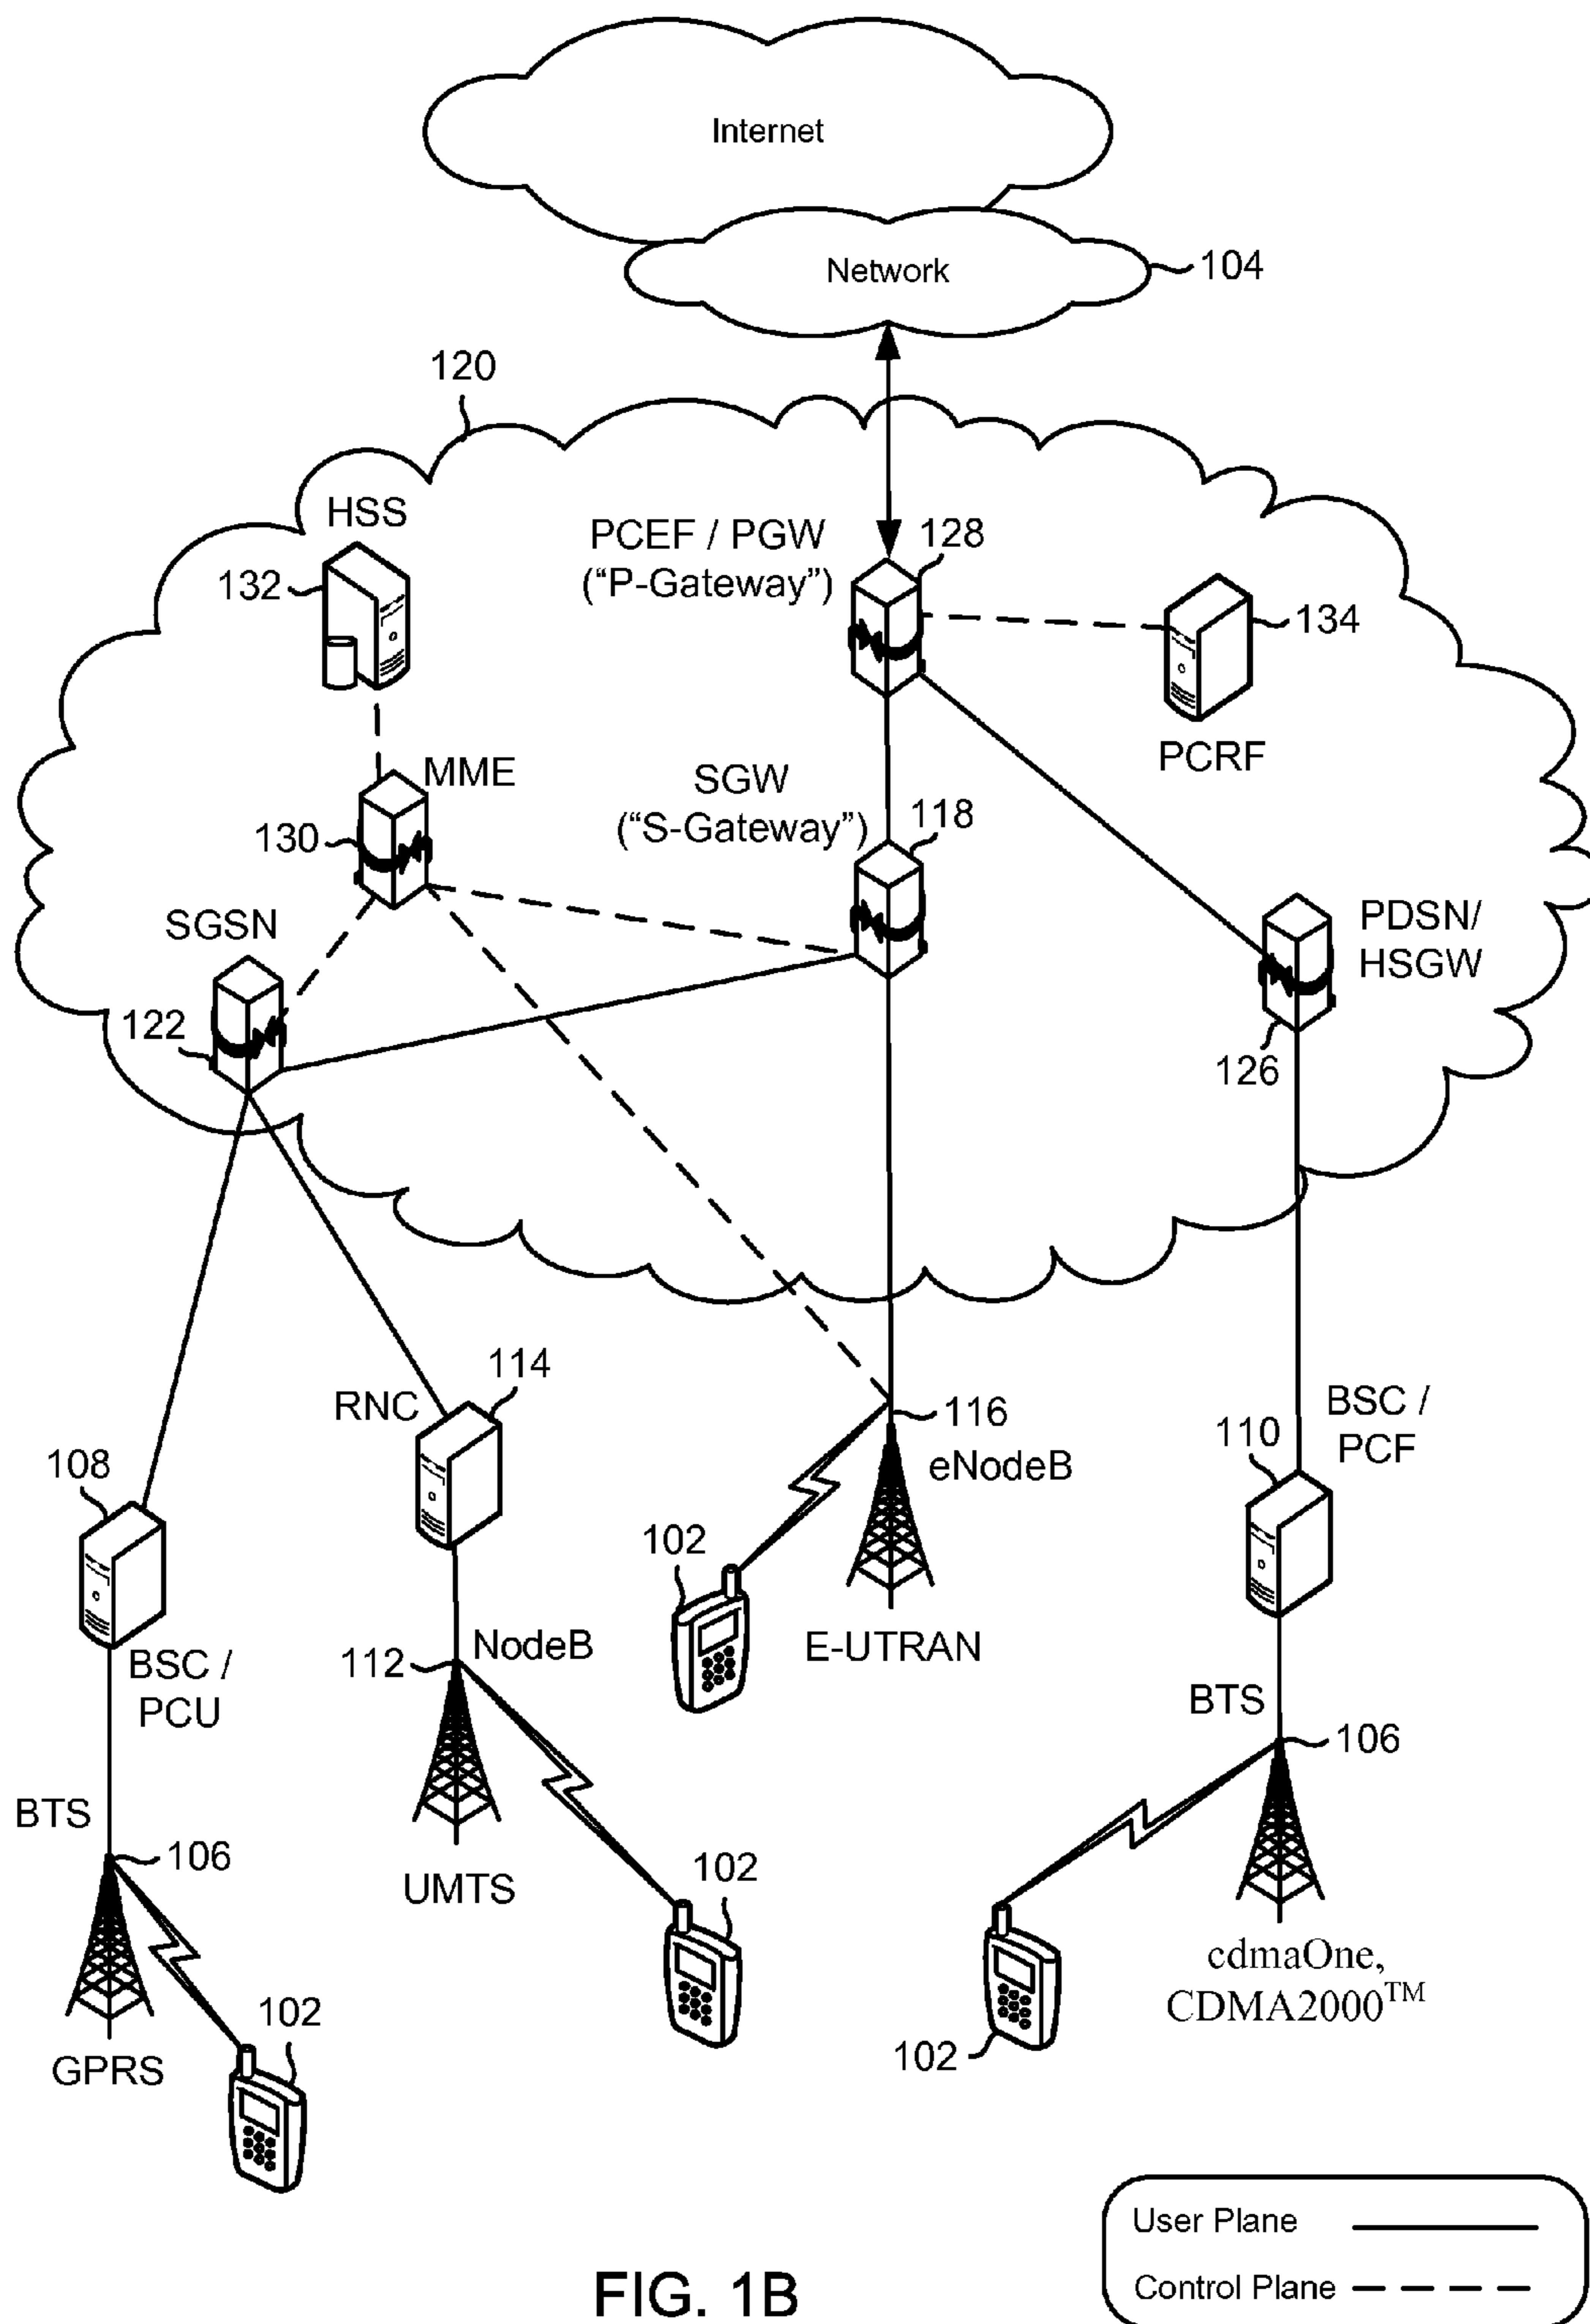 Internet
Network
104
120
HSS
132
PCEF / PGW
(“P-Gateway”)
128
134
PCRF
MME
130
SGW
(“S-Gateway”)
118
SGSN
122
PDSN/
HSGW
126
114
RNC
116
eNodeB
BSC /
PCF
110
108
102
E-UTRAN
NodeB
112
BSC /
PCU
BTS
106
BTS
106
UMTS
102
cdmaOne,
CDMA2000™
102
102
GPRS
User Plane
Control Plane
FIG. 1B